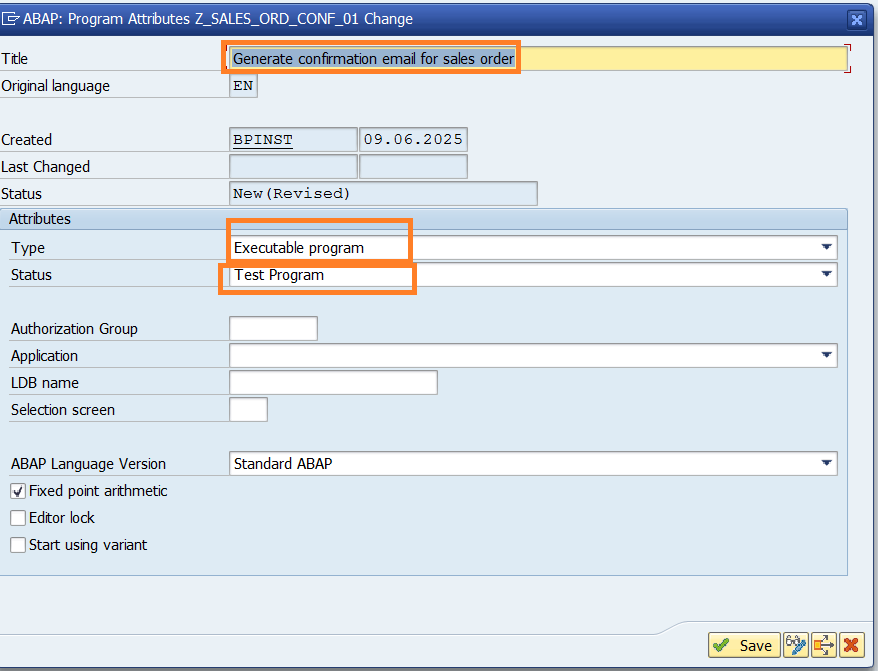 ABAP: Program Attributes Z_SALES_ORD_CONF_01 Change
Title Generate confirmation email for sales order
Original language EN
Created BPINST 09.06.2025
Last Changed
Status New(Revised)
Attributes
Type Executable program
Status Test Program
Authorization Group
Application
LDB name
Selection screen
ABAP Language Version Standard ABAP
Fixed point arithmetic
Editor lock
Start using variant
Save